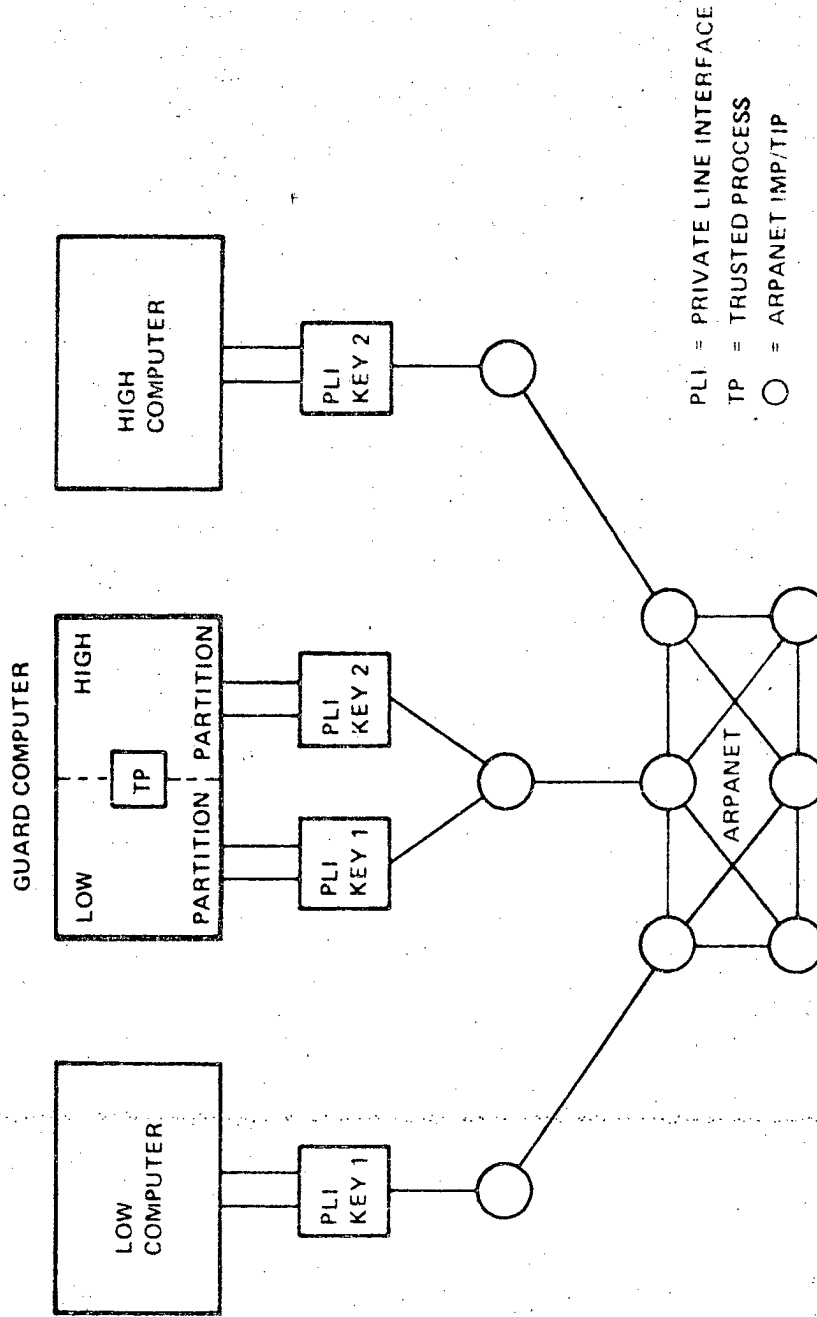 GUARD COMPUTER
LOW
COMPUTER
LOW
HIGH
TP
PARTITION
PARTITION
HIGH
COMPUTER
PLI
KEY 1
PLI
KEY 1
PLI
KEY 2
PLI
KEY 2
ARPANET
PLI = PRIVATE LINE INTERFACE
TP = TRUSTED PROCESS
= ARPANET IMP/TIP